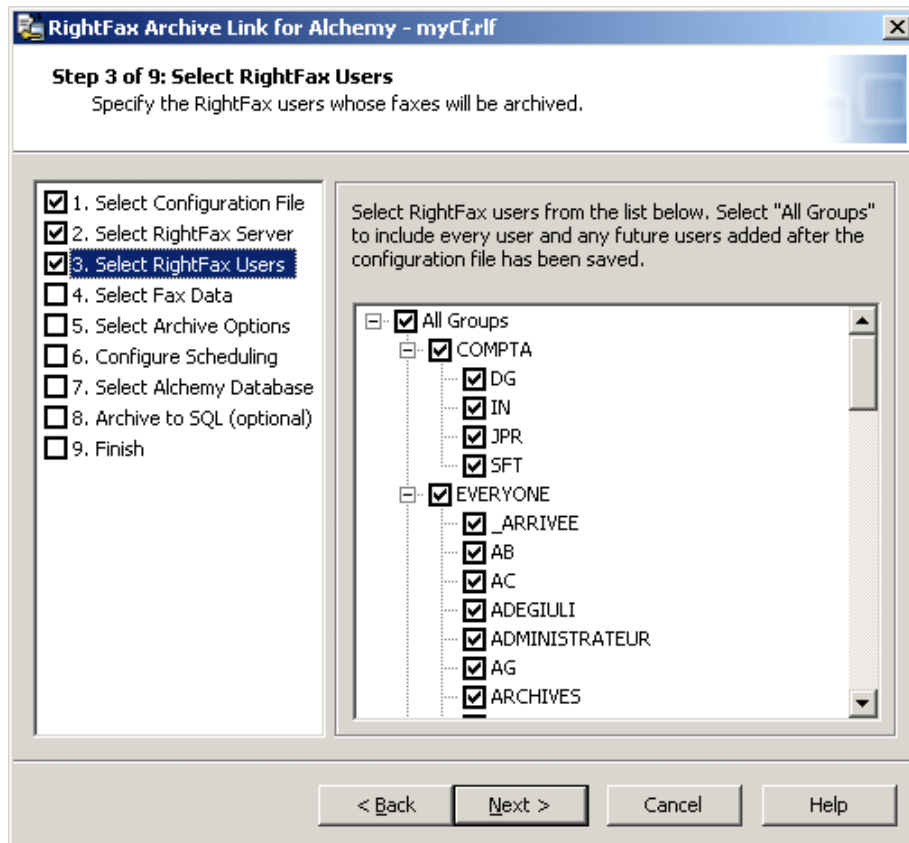 RightFax Archive Link for Alchemy - myCf.rlf
Step 3 of 9: Select RightFax Users
Specify the RightFax users whose faxes will be archived.
1. Select Configuration File
2. Select RightFax Server
3. Select RightFax Users
4. Select Fax Data
5. Select Archive Options
6. Configure Scheduling
7. Select Alchemy Database
8. Archive to SQL (optional)
9. Finish
Select RightFax users from the list below. Select "All Groups"
to include every user and any future users added after the
configuration file has been saved.
All Groups
COMPTA
DG
IN
JPR
SFT
EVERYONE
_ARRIVEE
AB
AC
ADEGIULI
ADMINISTRATEUR
AG
ARCHIVES
< Back
Next >
Cancel
Help